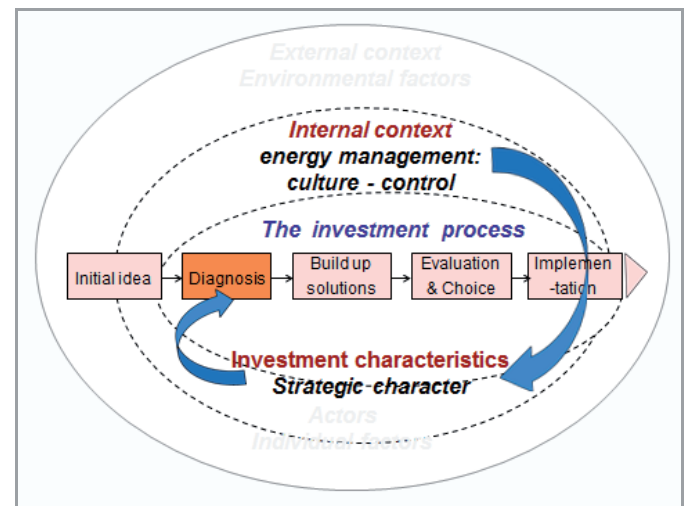 External context
Environmental factors
Internal context
energy management:
culture - control
The investment process
Initial idea
Diagnosis
Build up
solutions
Evaluation
& Choice
Implemen
-tation
Investment characteristics
Strategic character
Actors
Individual factors